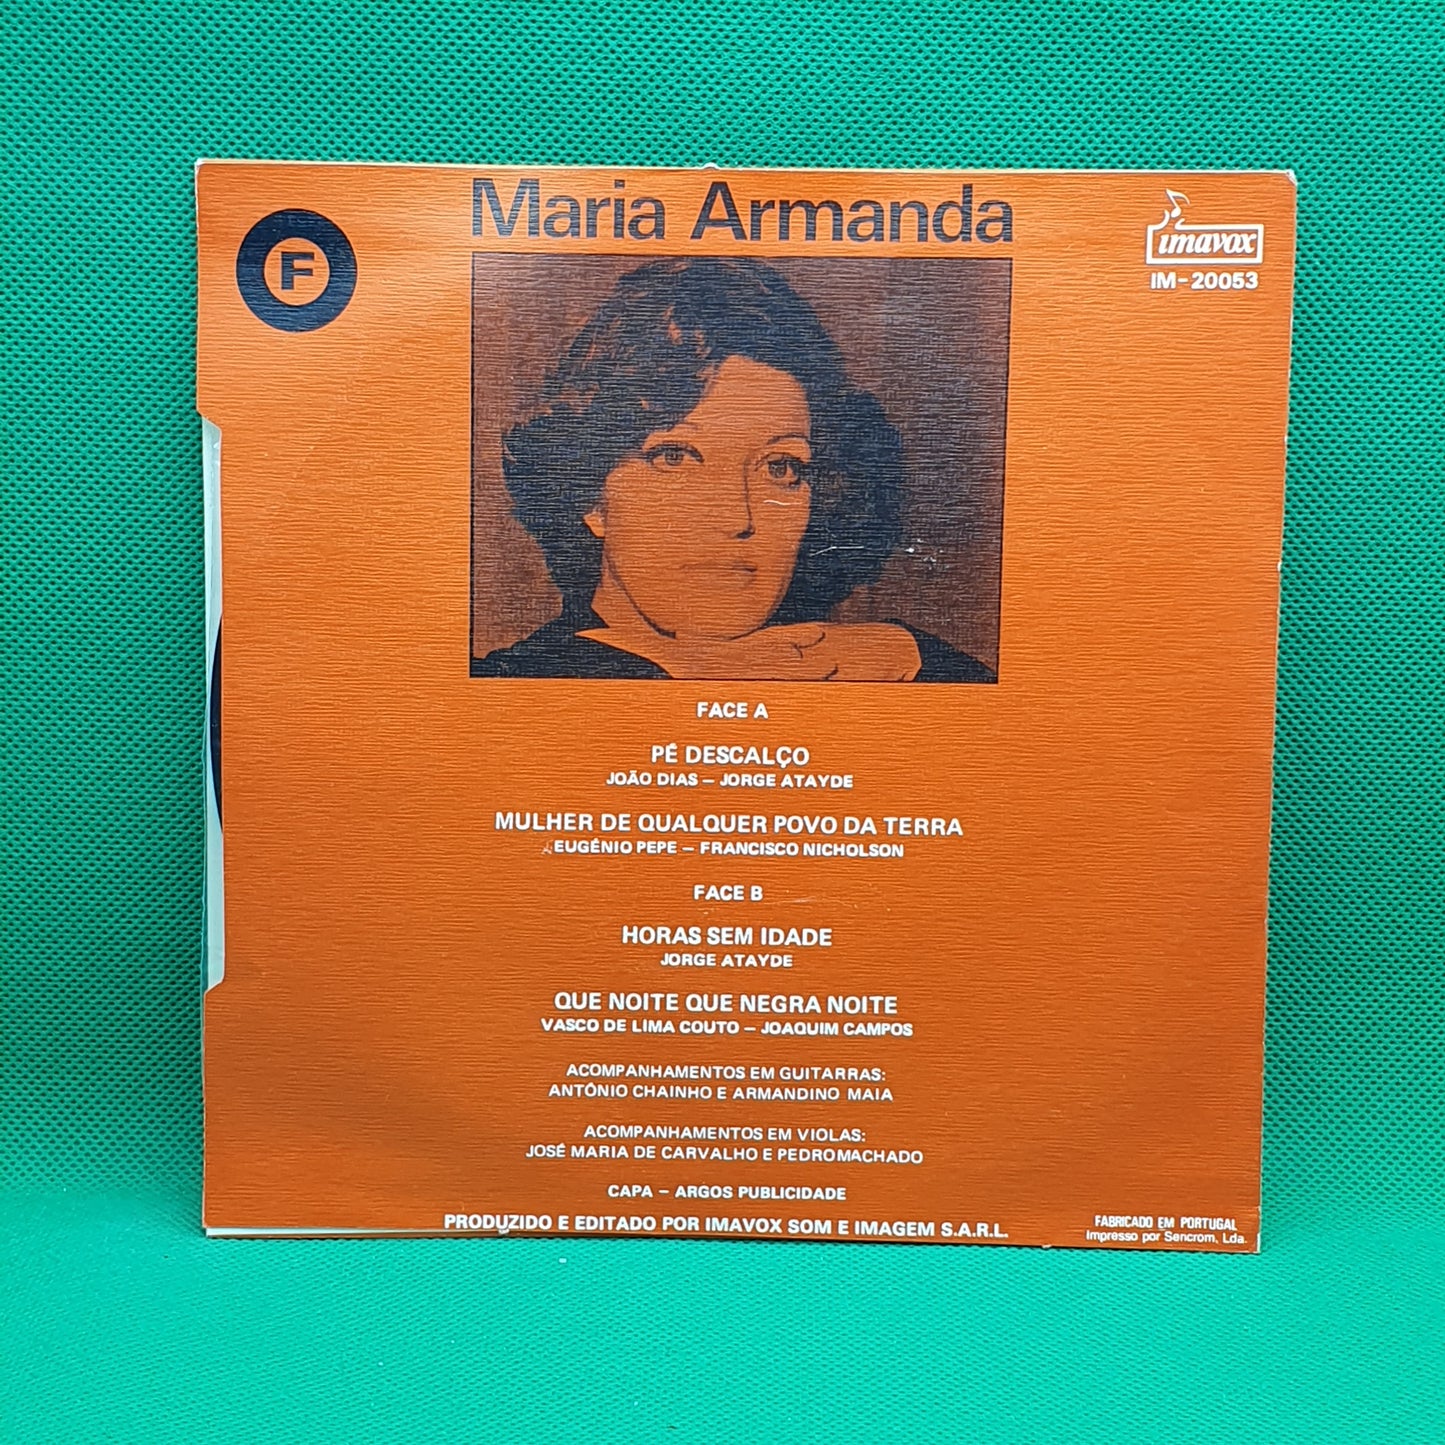 Maria Armanda
F
imavox
IM-20053
FACE A
PÉ DESCALÇO
JOÃO DIAS – JORGE ATAYDE
MULHER DE QUALQUER POVO DA TERRA
EUGÉNIO PEPE – FRANCISCO NICHOLSON
FACE B
HORAS SEM IDADE
JORGE ATAYDE
QUE NOITE QUE NEGRA NOITE
VASCO DE LIMA COUTO – JOAQUIM CAMPOS
ACOMPANHAMENTOS EM GUITARRAS:
ANTÓNIO CHAINHO E ARMANDINO MAIA
ACOMPANHAMENTOS EM VIOLAS:
JOSÉ MARIA DE CARVALHO E PEDRO MACHADO
CAPA – ARGOS PUBLICIDADE
PRODUZIDO E EDITADO POR IMAVOX SOM E IMAGEM S.A.R.L.
FABRICADO EM PORTUGAL
Impresso por Sencrom, Lda.